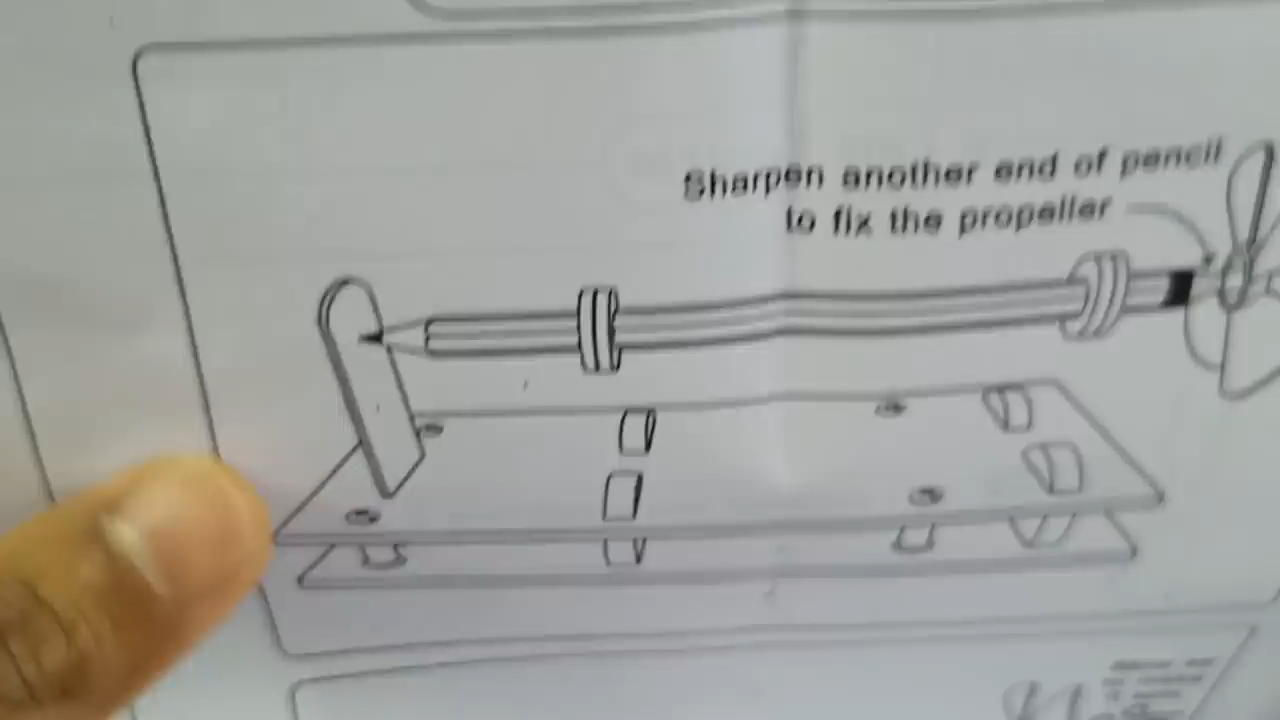 Sharpen another end of pencil
to fix the propeller